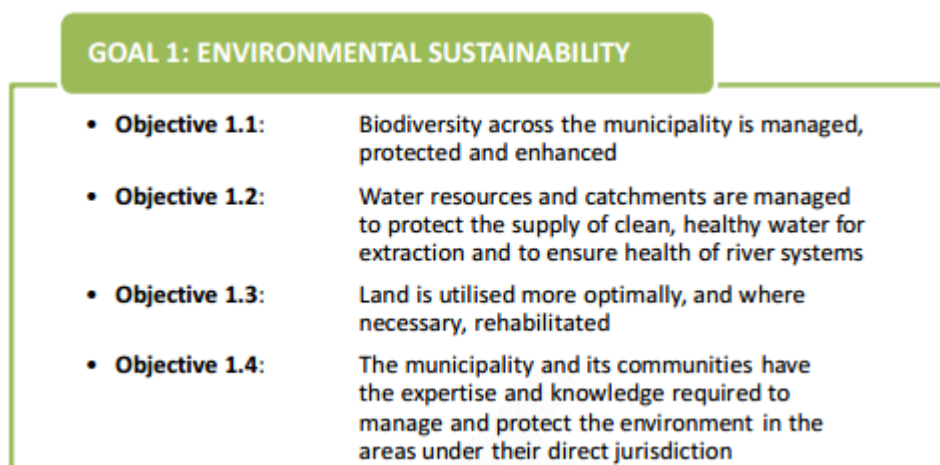 GOAL 1: ENVIRONMENTAL SUSTAINABILITY
• Objective 1.1: Biodiversity across the municipality is managed,
protected and enhanced
• Objective 1.2: Water resources and catchments are managed
to protect the supply of clean, healthy water for
extraction and to ensure health of river systems
• Objective 1.3: Land is utilised more optimally, and where
necessary, rehabilitated
• Objective 1.4: The municipality and its communities have
the expertise and knowledge required to
manage and protect the environment in the
areas under their direct jurisdiction